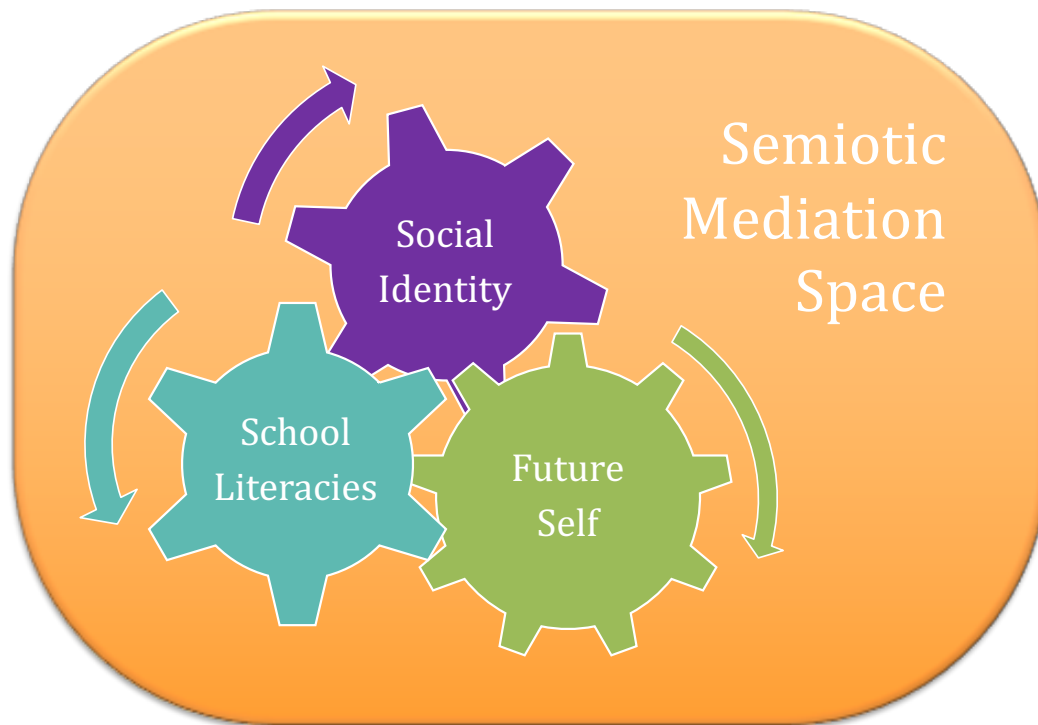 Semiotic
Mediation
Space
Social
Identity
School
Literacies
Future
Self